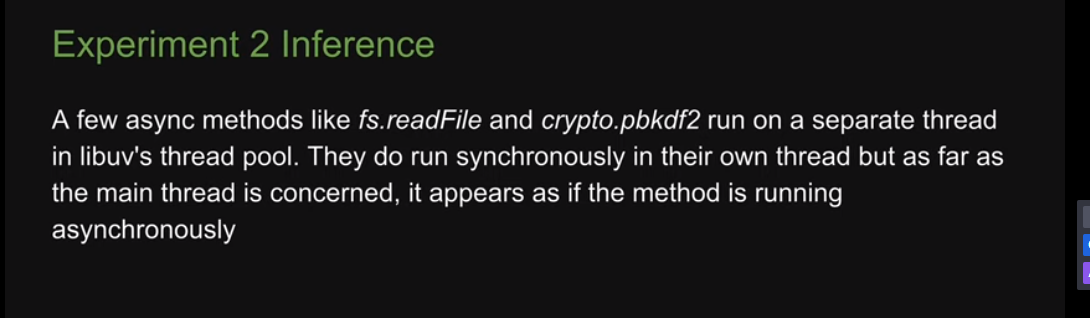 Experiment 2 Inference
A few async methods like fs.readFile and crypto.pbkdf2 run on a separate thread
in libuv's thread pool. They do run synchronously in their own thread but as far as
the main thread is concerned, it appears as if the method is running
asynchronously